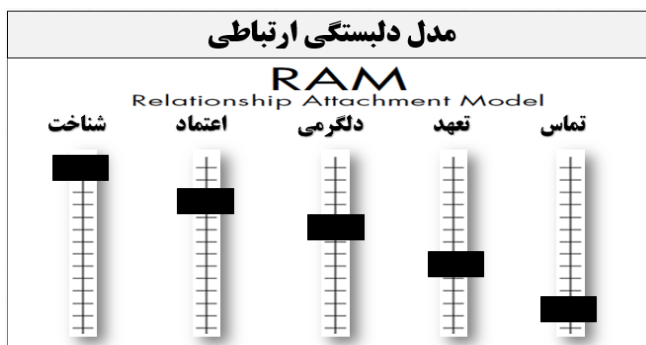 مدل دلبستگی ارتباطی
RAM
Relationship Attachment Model
شناخت اعتماد دلگرمی تعهد تماس